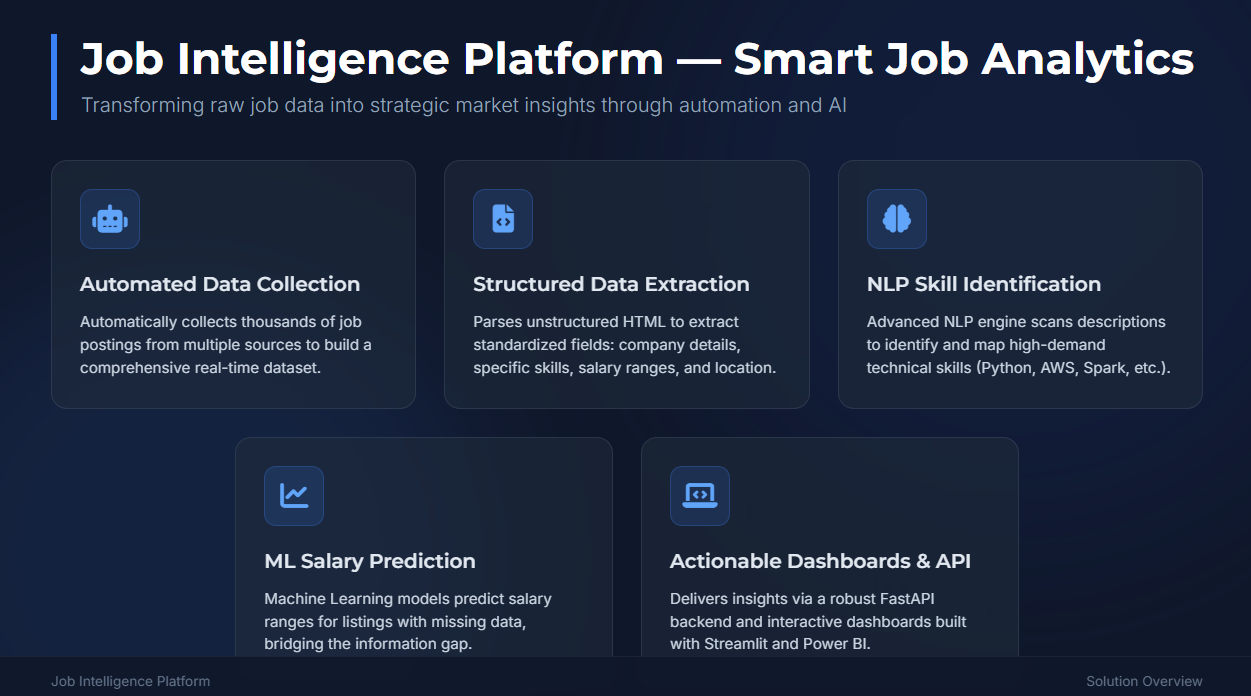 Job Intelligence Platform — Smart Job Analytics
Transforming raw job data into strategic market insights through automation and AI
Automated Data Collection
Automatically collects thousands of job
postings from multiple sources to build a
comprehensive real-time dataset.
Structured Data Extraction
Parses unstructured HTML to extract
standardized fields: company details,
specific skills, salary ranges, and location.
NLP Skill Identification
Advanced NLP engine scans descriptions
to identify and map high-demand
technical skills (Python, AWS, Spark, etc.).
ML Salary Prediction
Machine Learning models predict salary
ranges for listings with missing data,
bridging the information gap.
Actionable Dashboards & API
Delivers insights via a robust FastAPI
backend and interactive dashboards built
with Streamlit and Power BI.
Job Intelligence Platform
Solution Overview